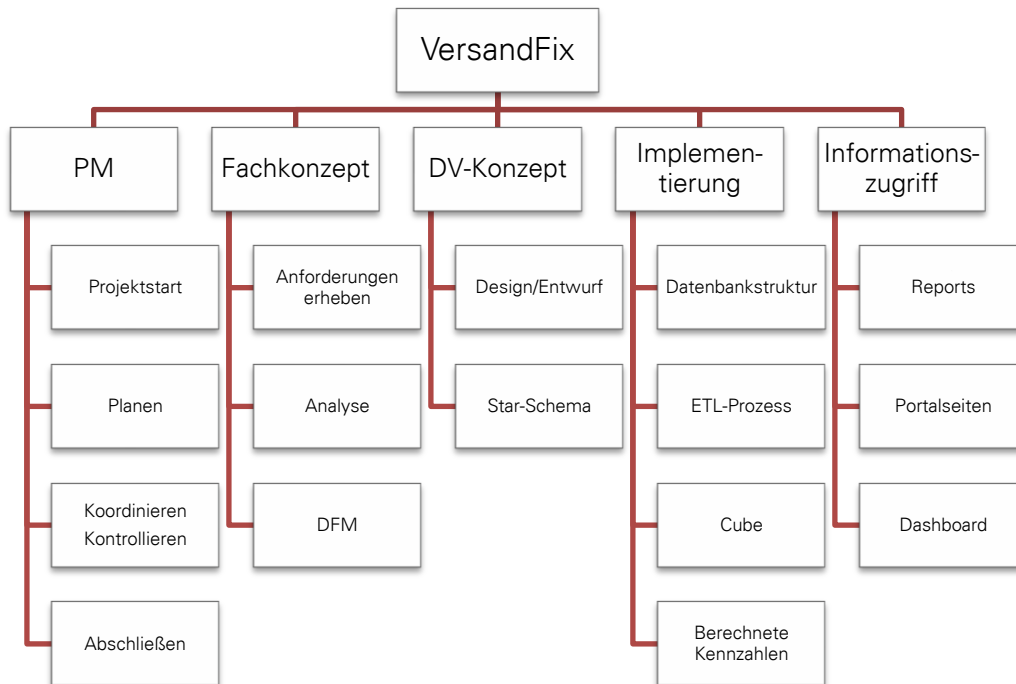 VersandFix
PM
Fachkonzept
DV-Konzept
Implemen-
tierung
Informations-
zugriff
Projektstart
Anforderungen
erheben
Design/Entwurf
Datenbankstruktur
Reports
Planen
Analyse
Star-Schema
ETL-Prozess
Portalseiten
Koordinieren
Kontrollieren
DFM
Cube
Dashboard
Abschließen
Berechnete
Kennzahlen